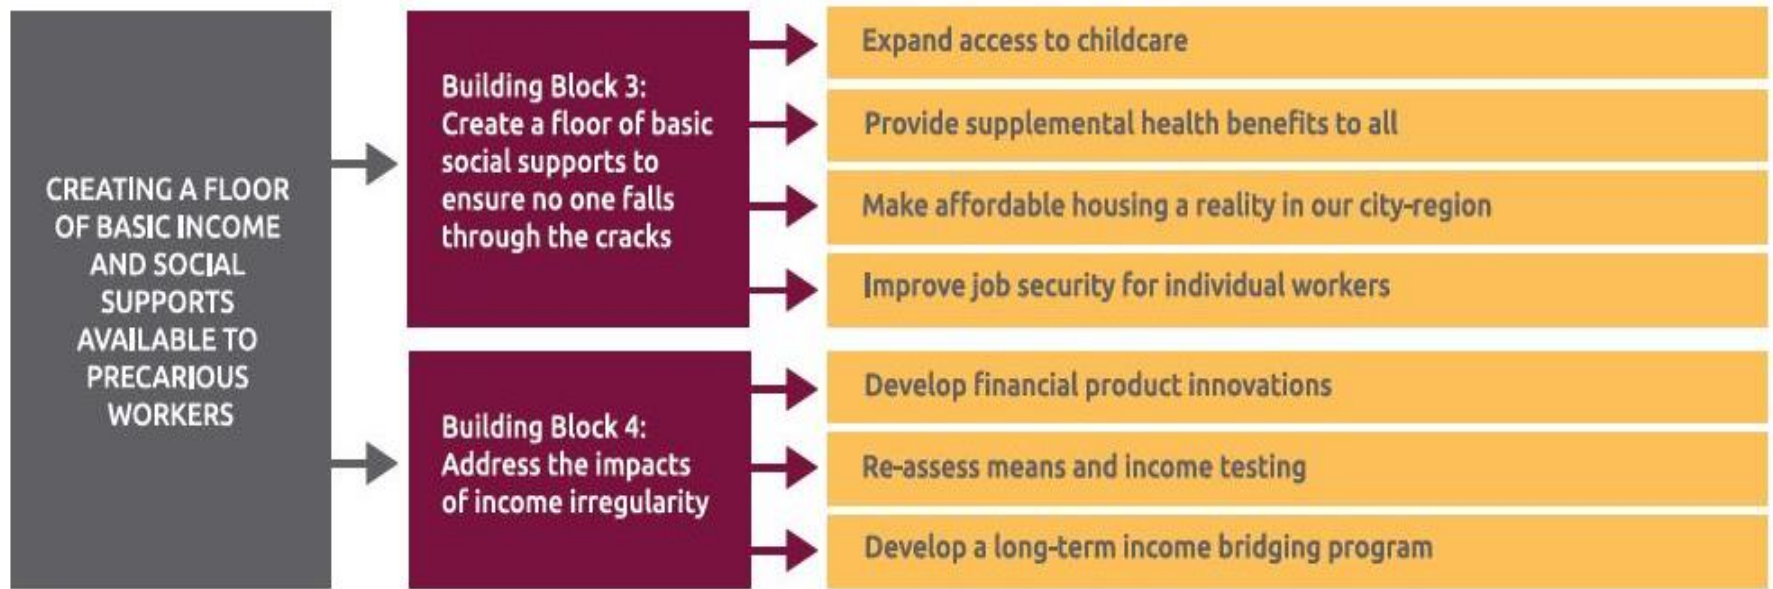 CREATING A FLOOR
OF BASIC INCOME
AND SOCIAL
SUPPORTS
AVAILABLE TO
PRECARIOUS
WORKERS
Building Block 3:
Create a floor of basic
social supports to
ensure no one falls
through the cracks
Expand access to childcare
Provide supplemental health benefits to all
Make affordable housing a reality in our city-region
Improve job security for individual workers
Building Block 4:
Address the impacts
of income irregularity
Develop financial product innovations
Re-assess means and income testing
Develop a long-term income bridging program